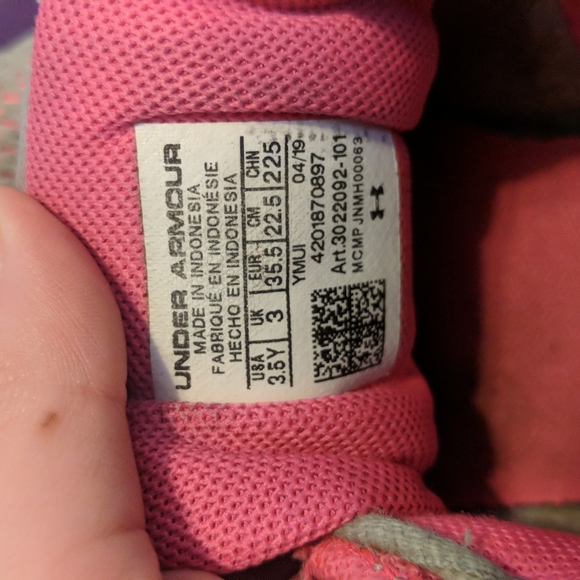 UNDER ARMOUR
MADE IN INDONESIA
FABRIQUÉ EN INDONÉSIE
HECHO EN INDONESIA
USA UK EUR CM CHN
3.5Y 3 35.5 22.5 225
YMUI 04/19
4201870897
Art.3022092-101
MCMP JNMH00063